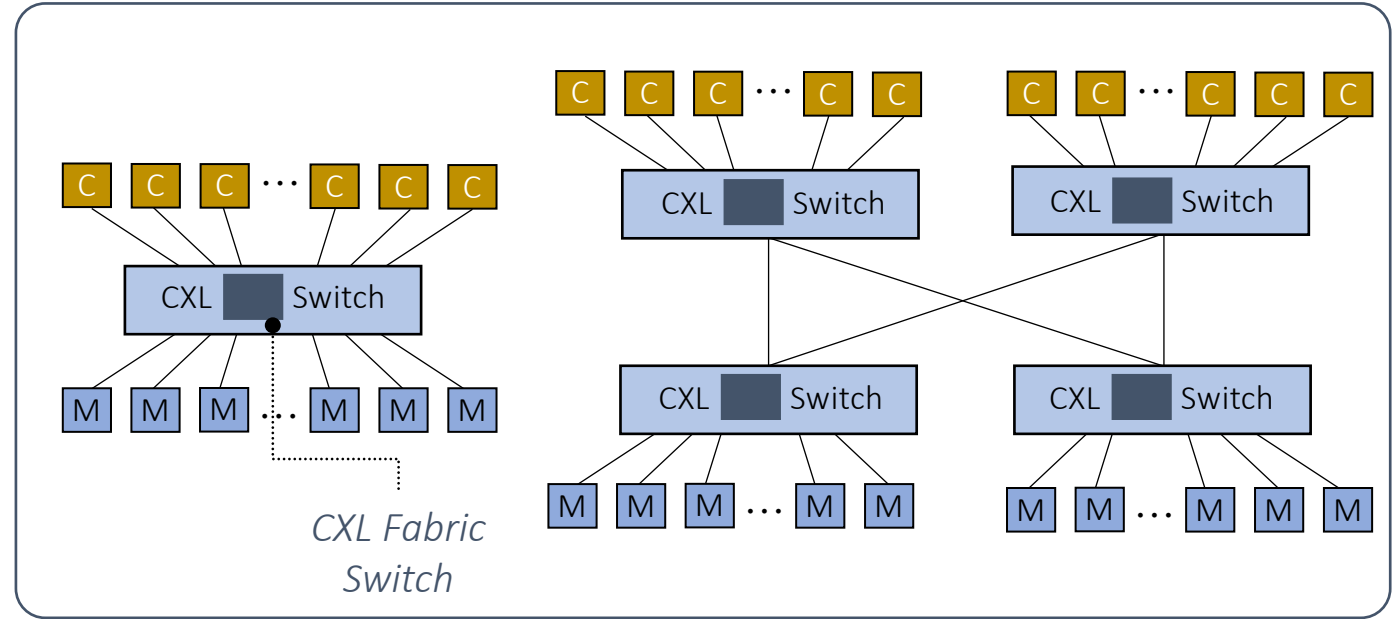 C C C ... C C
C C ... C C C
CXL Switch
CXL Switch
C C C ... C C C
CXL Switch
M M M ... M M M
CXL Switch
CXL Switch
M M M ... M M
M M ... M M M
CXL Fabric
Switch